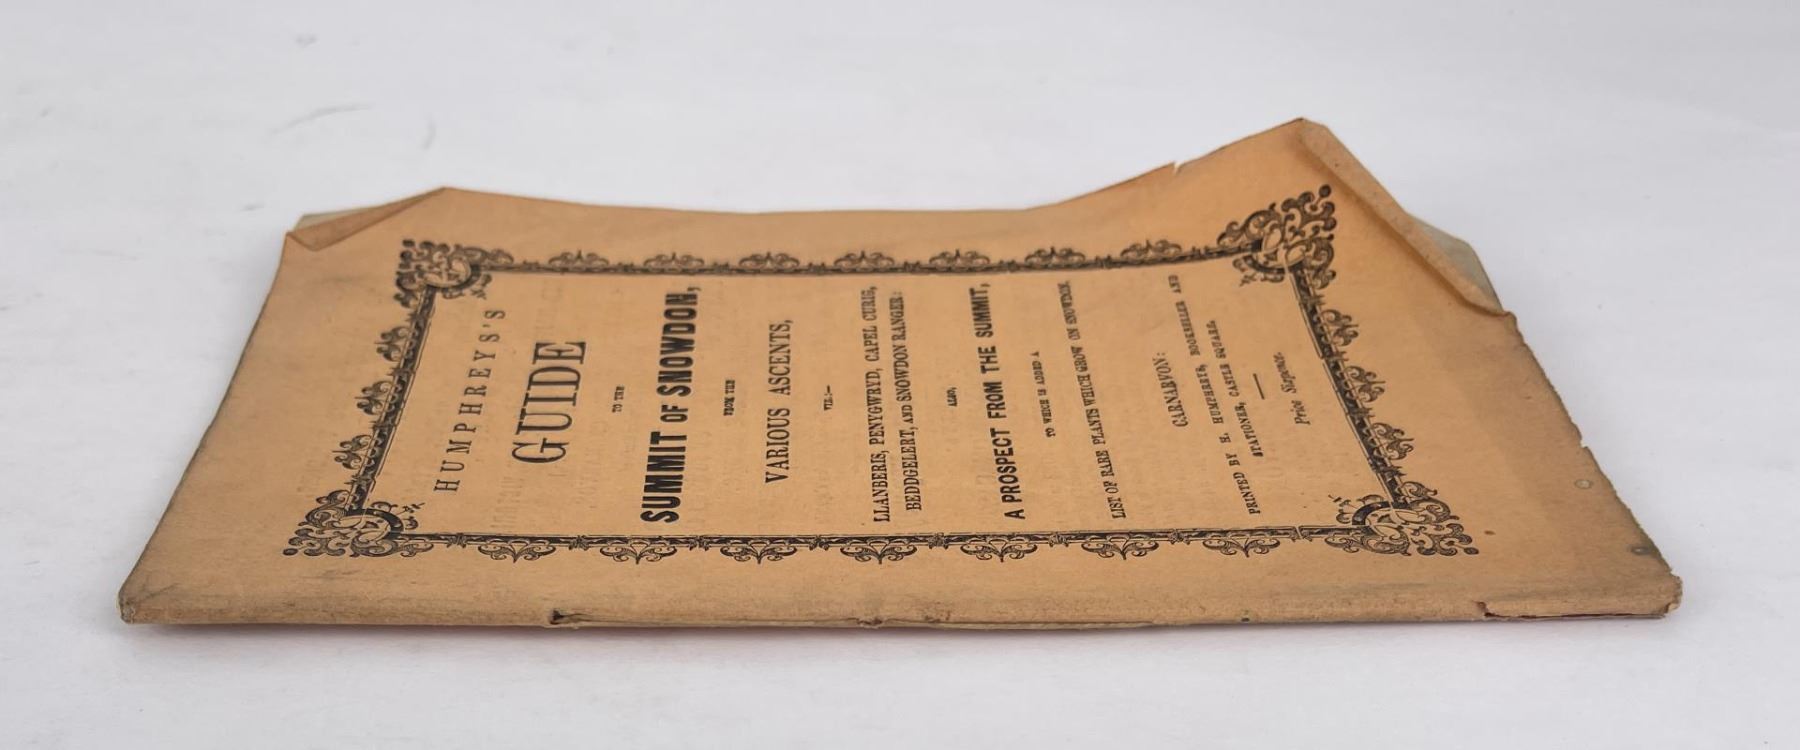 HUMPHREYS'S
GUIDE
TO THE
SUMMIT OF SNOWDON,
FROM THE
VARIOUS ASCENTS,
VIZ:—
LLANBERIS, PENYGWRYD, CAPEL CURIG,
BEDDGELERT, AND SNOWDON RANGER:
ALSO,
A PROSPECT FROM THE SUMMIT,
TO WHICH IS ADDED A
LIST OF RARE PLANTS WHICH GROW ON SNOWDON.
CARNARVON:
PRINTED BY H. HUMPHREYS, BOOKSELLER AND
STATIONER, CASTLE SQUARE.
Price Sixpence.